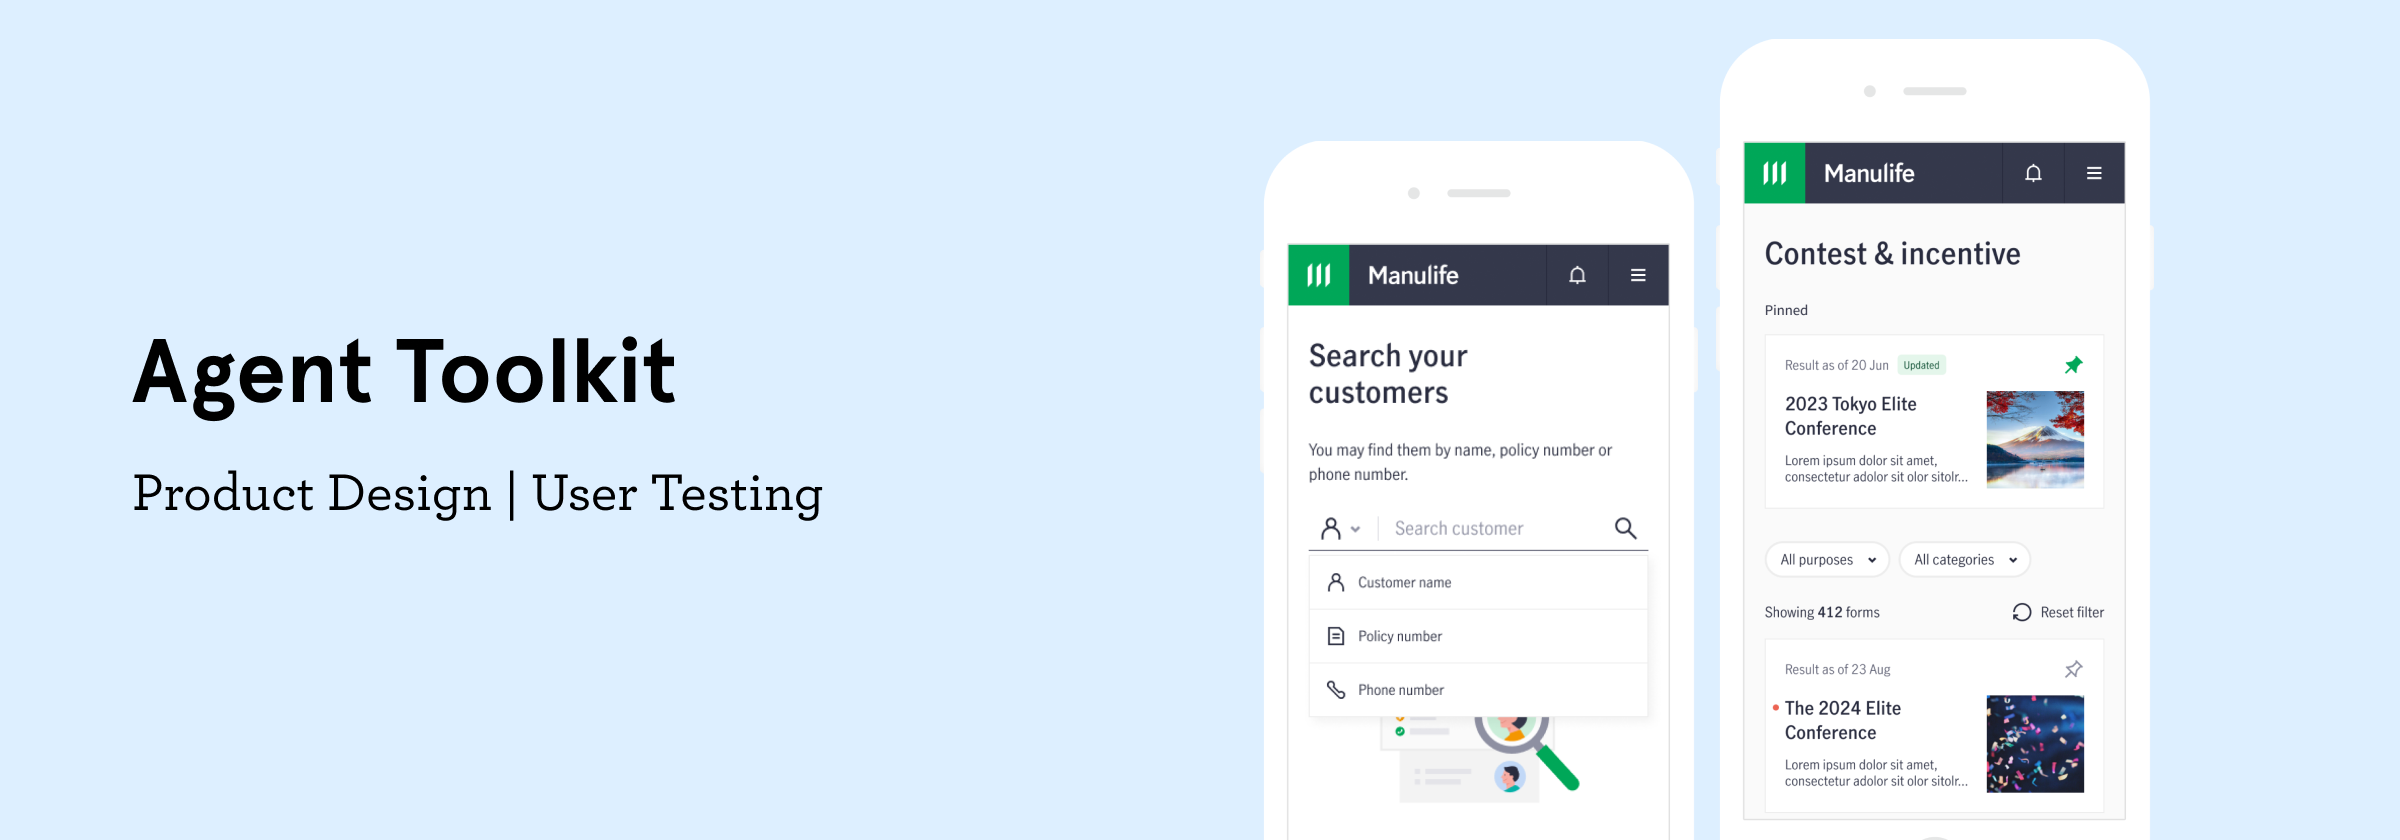 Agent Toolkit
Product Design | User Testing
Manulife
Search your
customers
You may find them by name, policy number or
phone number.
Search customer
Customer name
Policy number
Phone number
Manulife
Contest & incentive
Pinned
Result as of 20 Jun Updated
2023 Tokyo Elite
Conference
Lorem ipsum dolor sit amet,
consectetur adolor sit olor sitolr...
All purposes All categories
Showing 412 forms Reset filter
Result as of 23 Aug
The 2024 Elite
Conference
Lorem ipsum dolor sit amet,
consectetur adolor sit olor sitolr...